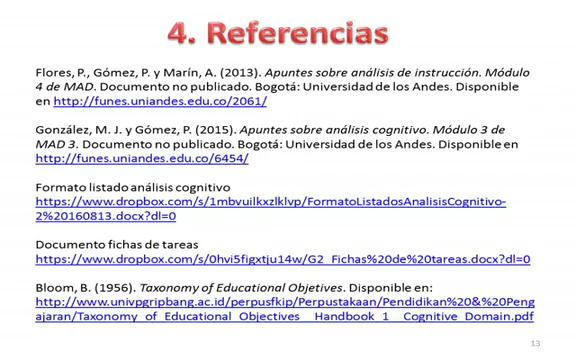 4. Referencias
Flores, P., Gómez, P. y Marín, A. (2013). Apuntes sobre análisis de instrucción. Módulo
4 de MAD. Documento no publicado. Bogotá: Universidad de los Andes. Disponible
en http://funes.uniandes.edu.co/2061/
González, M. J. y Gómez, P. (2015). Apuntes sobre análisis cognitivo. Módulo 3 de
MAD 3. Documento no publicado. Bogotá: Universidad de los Andes. Disponible en
http://funes.uniandes.edu.co/6454/
Formato listado análisis cognitivo
https://www.dropbox.com/s/1mbvuilkxzlklvp/FormatoListadosAnalisisCognitivo-
2%20160813.docx?dl=0
Documento fichas de tareas
https://www.dropbox.com/s/0hvi5figxtju14w/G2_Fichas%20de%20tareas.docx?dl=0
Bloom, B. (1956). Taxonomy of Educational Objetives. Disponible en:
http://www.univpgripbang.ac.id/perpusfkip/Perpustakaan/Pendidikan%20&%20Peng
ajaran/Taxonomy_of_Educational_Objectives__Handbook_1__Cognitive_Domain.pdf
13